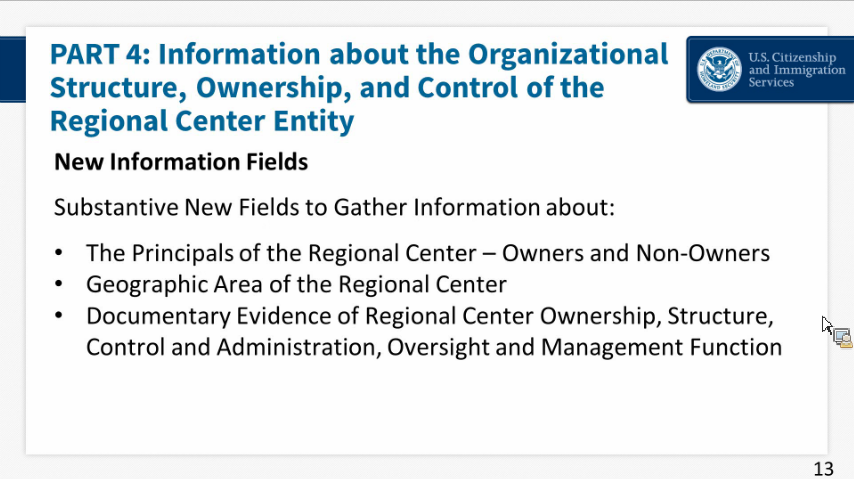 PART 4: Information about the Organizational
Structure, Ownership, and Control of the
Regional Center Entity
U.S. Citizenship
and Immigration
Services
New Information Fields
Substantive New Fields to Gather Information about:
• The Principals of the Regional Center – Owners and Non-Owners
• Geographic Area of the Regional Center
• Documentary Evidence of Regional Center Ownership, Structure,
Control and Administration, Oversight and Management Function
13